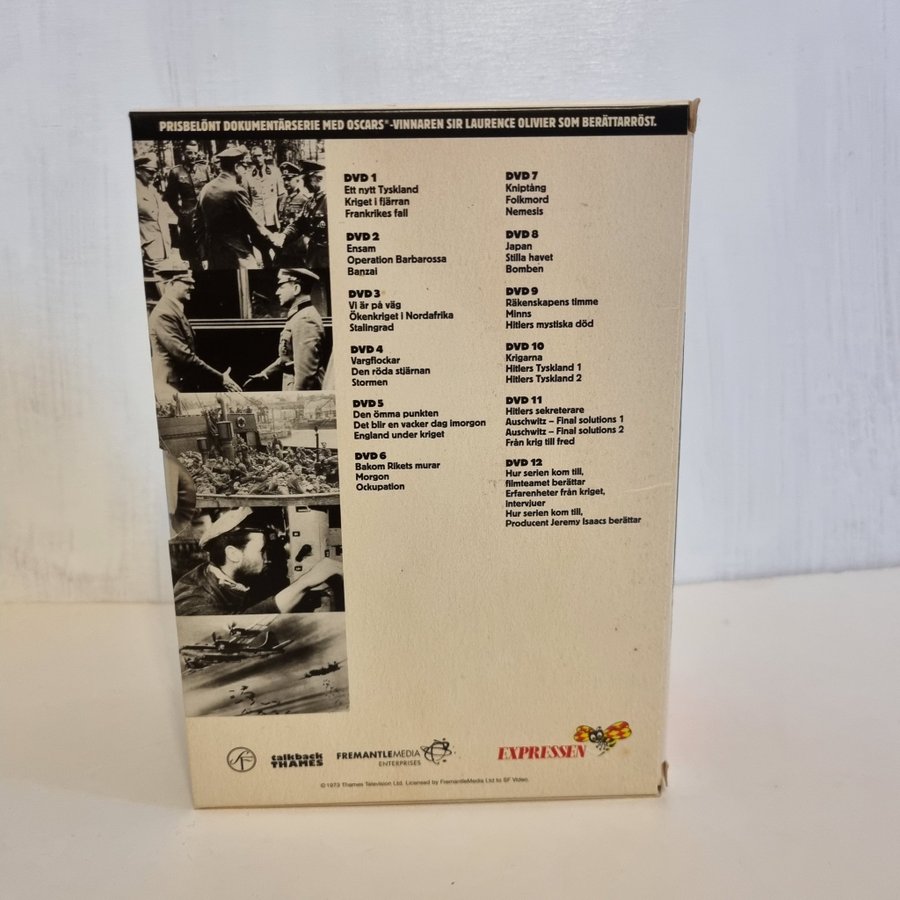 PRISBELÖNT DOKUMENTÄRSERIE MED OSCARS®-VINNAREN SIR LAURENCE OLIVIER SOM BERÄTTARRÖST.
DVD 1
Ett nytt Tyskland
Kriget i fjärran
Frankrikes fall
DVD 2
Ensam
Operation Barbarossa
Banzai
DVD 3
Vi är på väg
Ökenkriget i Nordafrika
Stalingrad
DVD 4
Vargflockar
Den röda stjärnan
Stormen
DVD 5
Den ömma punkten
Det blir en vacker dag imorgon
England under kriget
DVD 6
Bakom Rikets murar
Morgon
Ockupation
DVD 7
Kniptång
Folkmord
Nemesis
DVD 8
Japan
Stilla havet
Bomben
DVD 9
Räkenskapens timme
Minns
Hitlers mystiska död
DVD 10
Krigarna
Hitlers Tyskland 1
Hitlers Tyskland 2
DVD 11
Hitlers sekreterare
Auschwitz – Final solutions 1
Auschwitz – Final solutions 2
Från krig till fred
DVD 12
Hur serien kom till,
filmteamet berättar
Erfarenheter från kriget,
intervjuer
Hur serien kom till,
Producent Jeremy Isaacs berättar
SF
talkback
THAMES
FREMANTLEMEDIA
ENTERPRISES
EXPRESSEN
©1973 Thames Television Ltd. Licensed by FremantleMedia Ltd to SF Video.